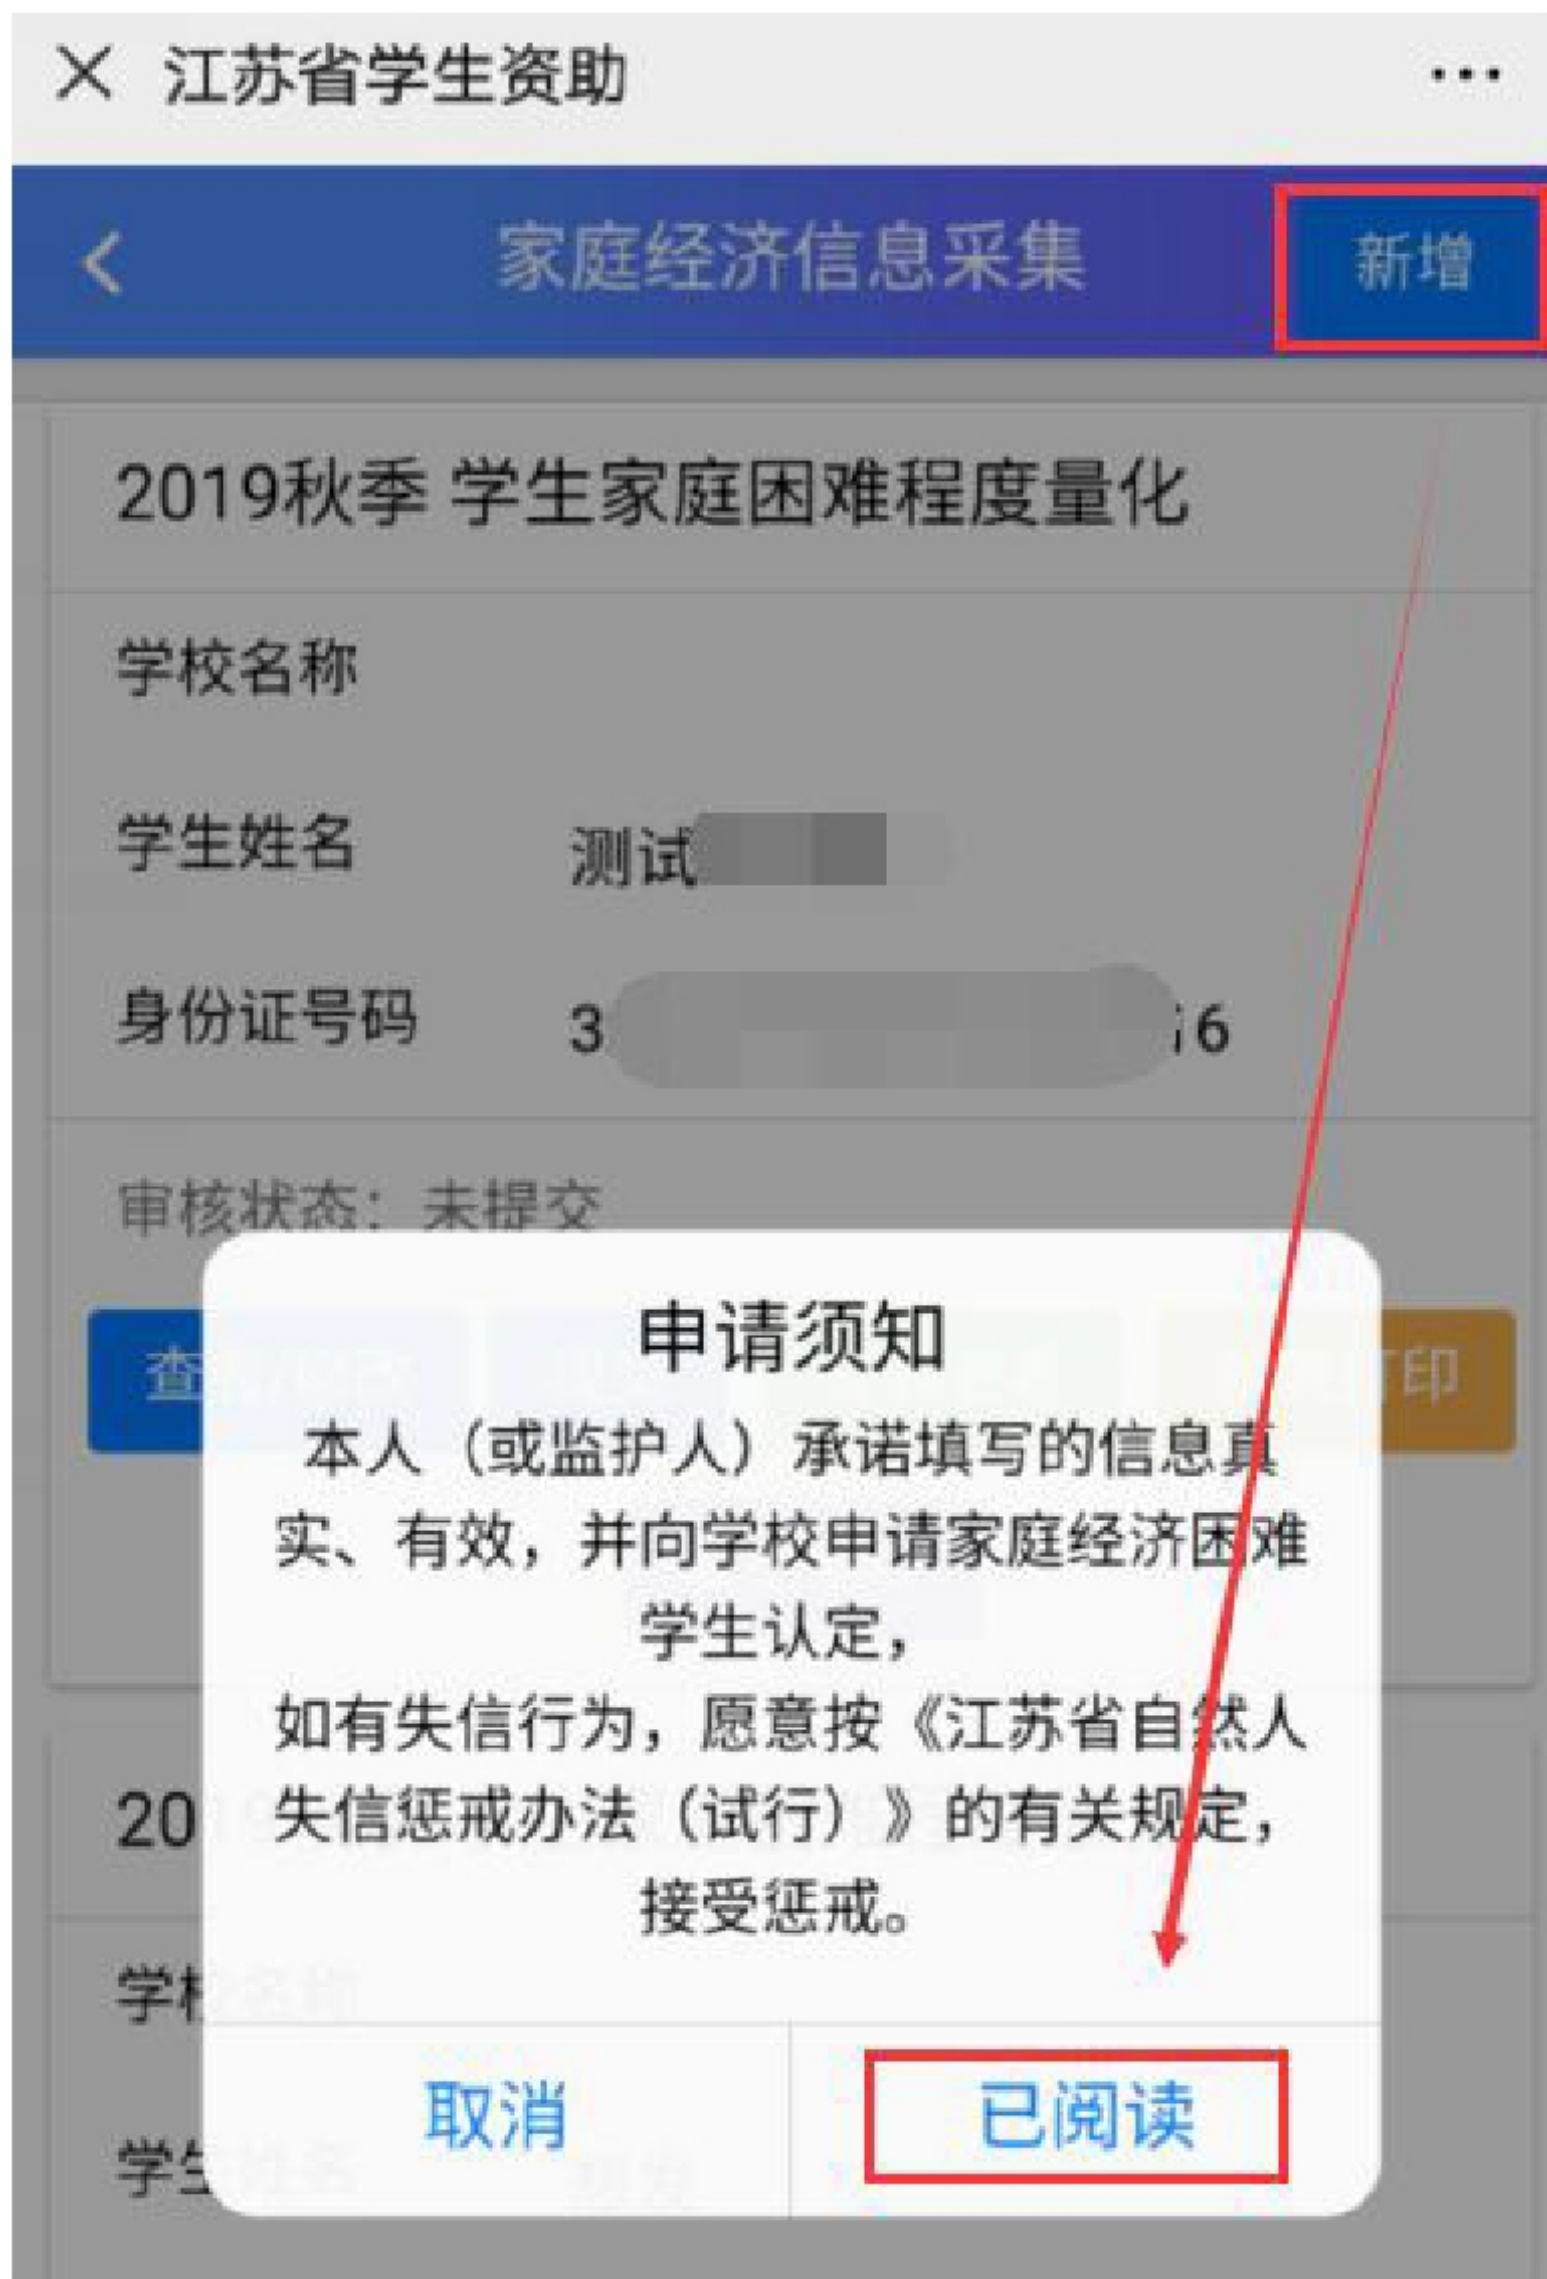 江苏省学生资助
家庭经济信息采集
新增
2019秋季 学生家庭困难程度量化
学校名称
学生姓名 测试
身份证号码 3 6
审核状态：未提交
查 印
申请须知
本人（或监护人）承诺填写的信息真
实、有效，并向学校申请家庭经济困难
学生认定，
如有失信行为，愿意按《江苏省自然人
失信惩戒办法（试行）》的有关规定，
接受惩戒。
20
学
取消 已阅读
学